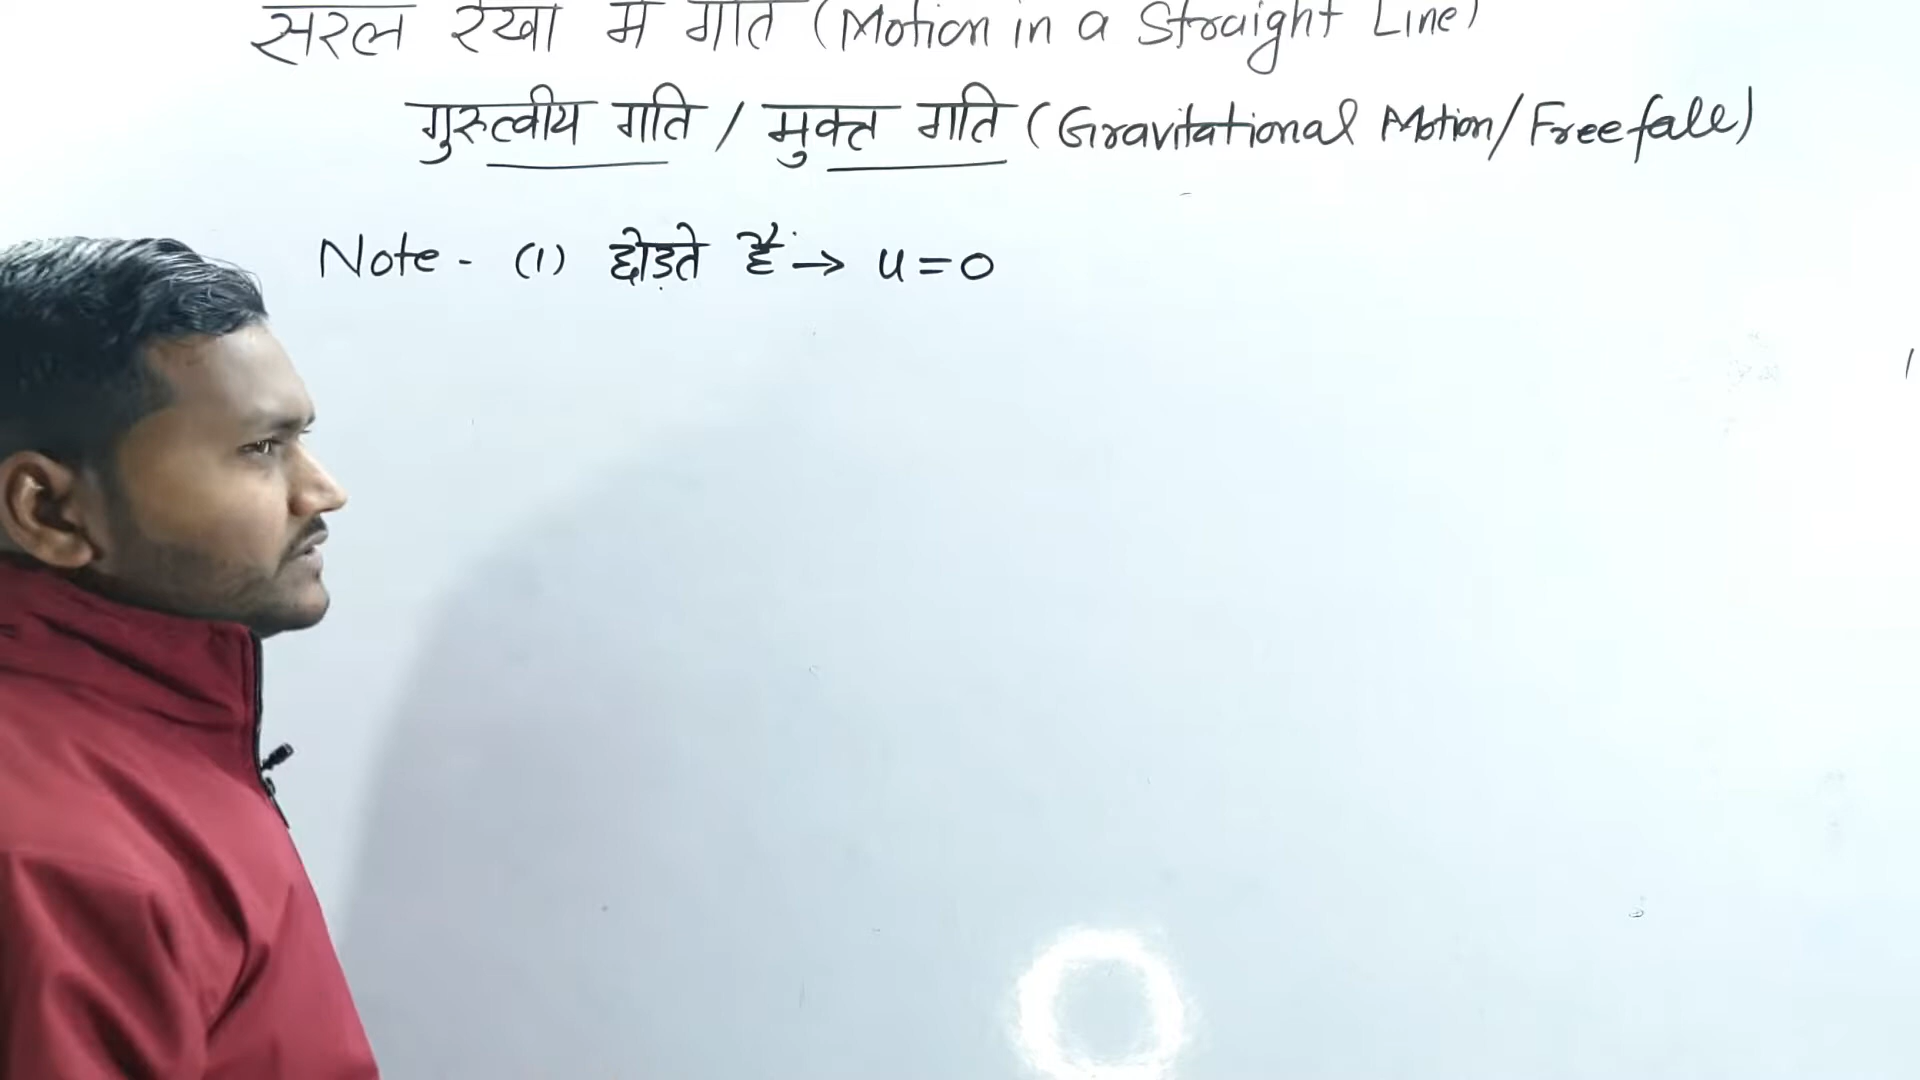 सरल रेखा में गति (Motion in a Straight Line)
गुरुत्वीय गति / मुक्त गति (Gravitational Motion/Freefall)
Note - (1) छोड़ते हैं → u=0